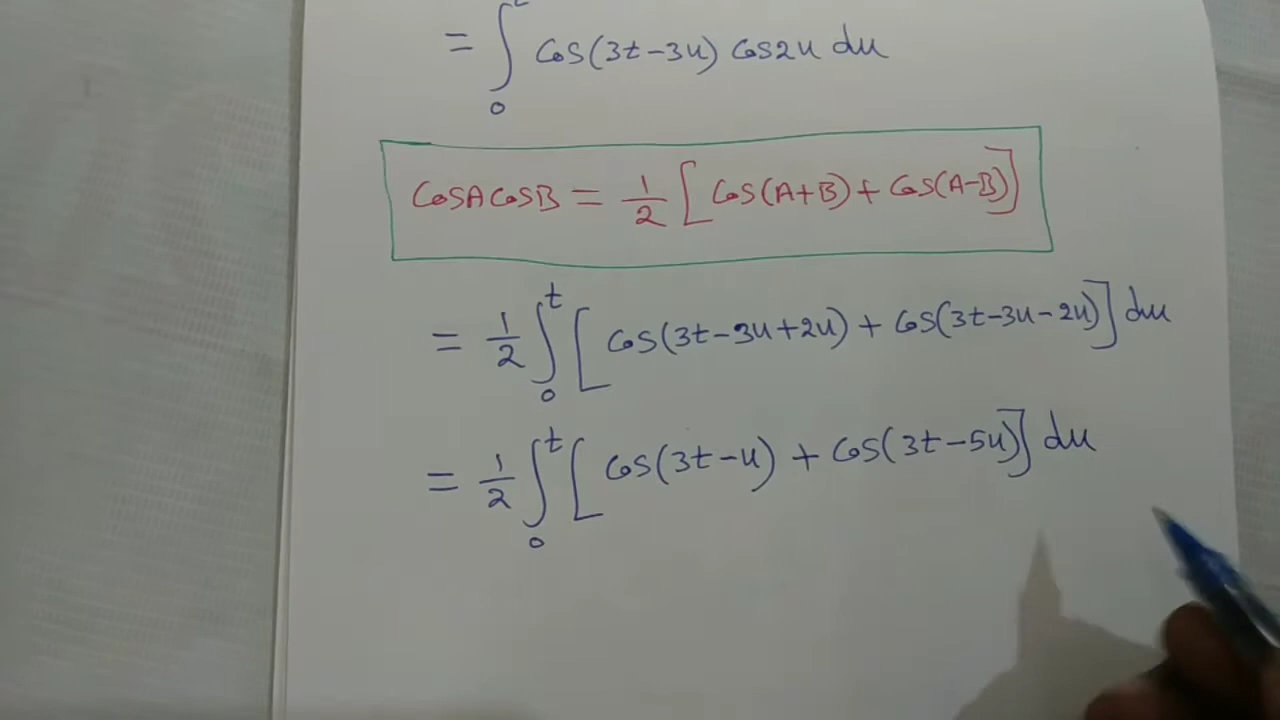 = ∫₀ᵗ cos(3t-3u) cos2u du
cosA cosB = 1/2 [cos(A+B) + cos(A-B)]
= 1/2 ∫₀ᵗ [cos(3t-3u+2u) + cos(3t-3u-2u)] du
= 1/2 ∫₀ᵗ [cos(3t-u) + cos(3t-5u)] du